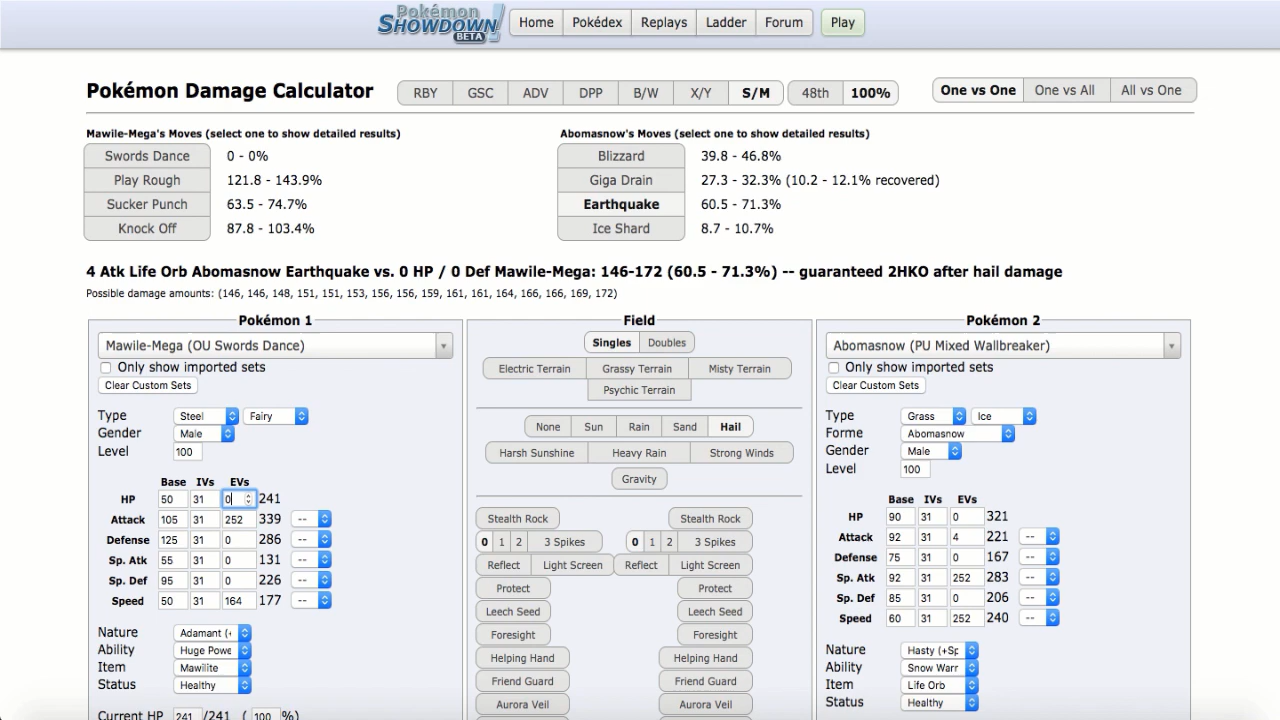 Pokémon SHOWDOWN! BETA Home Pokédex Replays Ladder Forum Play
Pokémon Damage Calculator RBY GSC ADV DPP B/W X/Y S/M 48th 100% One vs One One vs All All vs One
Mawile-Mega's Moves (select one to show detailed results) Abomasnow's Moves (select one to show detailed results)
Swords Dance 0 - 0% Blizzard 39.8 - 46.8%
Play Rough 121.8 - 143.9% Giga Drain 27.3 - 32.3% (10.2 - 12.1% recovered)
Sucker Punch 63.5 - 74.7% Earthquake 60.5 - 71.3%
Knock Off 87.8 - 103.4% Ice Shard 8.7 - 10.7%
4 Atk Life Orb Abomasnow Earthquake vs. 0 HP / 0 Def Mawile-Mega: 146-172 (60.5 - 71.3%) -- guaranteed 2HKO after hail damage
Possible damage amounts: (146, 146, 148, 151, 151, 153, 156, 156, 159, 161, 161, 164, 166, 166, 169, 172)
Pokémon 1
Mawile-Mega (OU Swords Dance)
Only show imported sets
Clear Custom Sets
Type Steel Fairy
Gender Male
Level 100
Base IVs EVs
HP 50 31 0 241
Attack 105 31 252 339 --
Defense 125 31 0 286 --
Sp. Atk 55 31 0 131 --
Sp. Def 95 31 0 226 --
Speed 50 31 164 177 --
Nature Adamant (+
Ability Huge Powe
Item Mawilite
Status Healthy
Current HP 241 /241 ( 100 %)
Field
Singles Doubles
Electric Terrain Grassy Terrain Misty Terrain
Psychic Terrain
None Sun Rain Sand Hail
Harsh Sunshine Heavy Rain Strong Winds
Gravity
Stealth Rock Stealth Rock
0 1 2 3 Spikes 0 1 2 3 Spikes
Reflect Light Screen Reflect Light Screen
Protect Protect
Leech Seed Leech Seed
Foresight Foresight
Helping Hand Helping Hand
Friend Guard Friend Guard
Aurora Veil Aurora Veil
Pokémon 2
Abomasnow (PU Mixed Wallbreaker)
Only show imported sets
Clear Custom Sets
Type Grass Ice
Forme Abomasnow
Gender Male
Level 100
Base IVs EVs
HP 90 31 0 321
Attack 92 31 4 221 --
Defense 75 31 0 167 --
Sp. Atk 92 31 252 283 --
Sp. Def 85 31 0 206 --
Speed 60 31 252 240 --
Nature Hasty (+Sp
Ability Snow Warr
Item Life Orb
Status Healthy